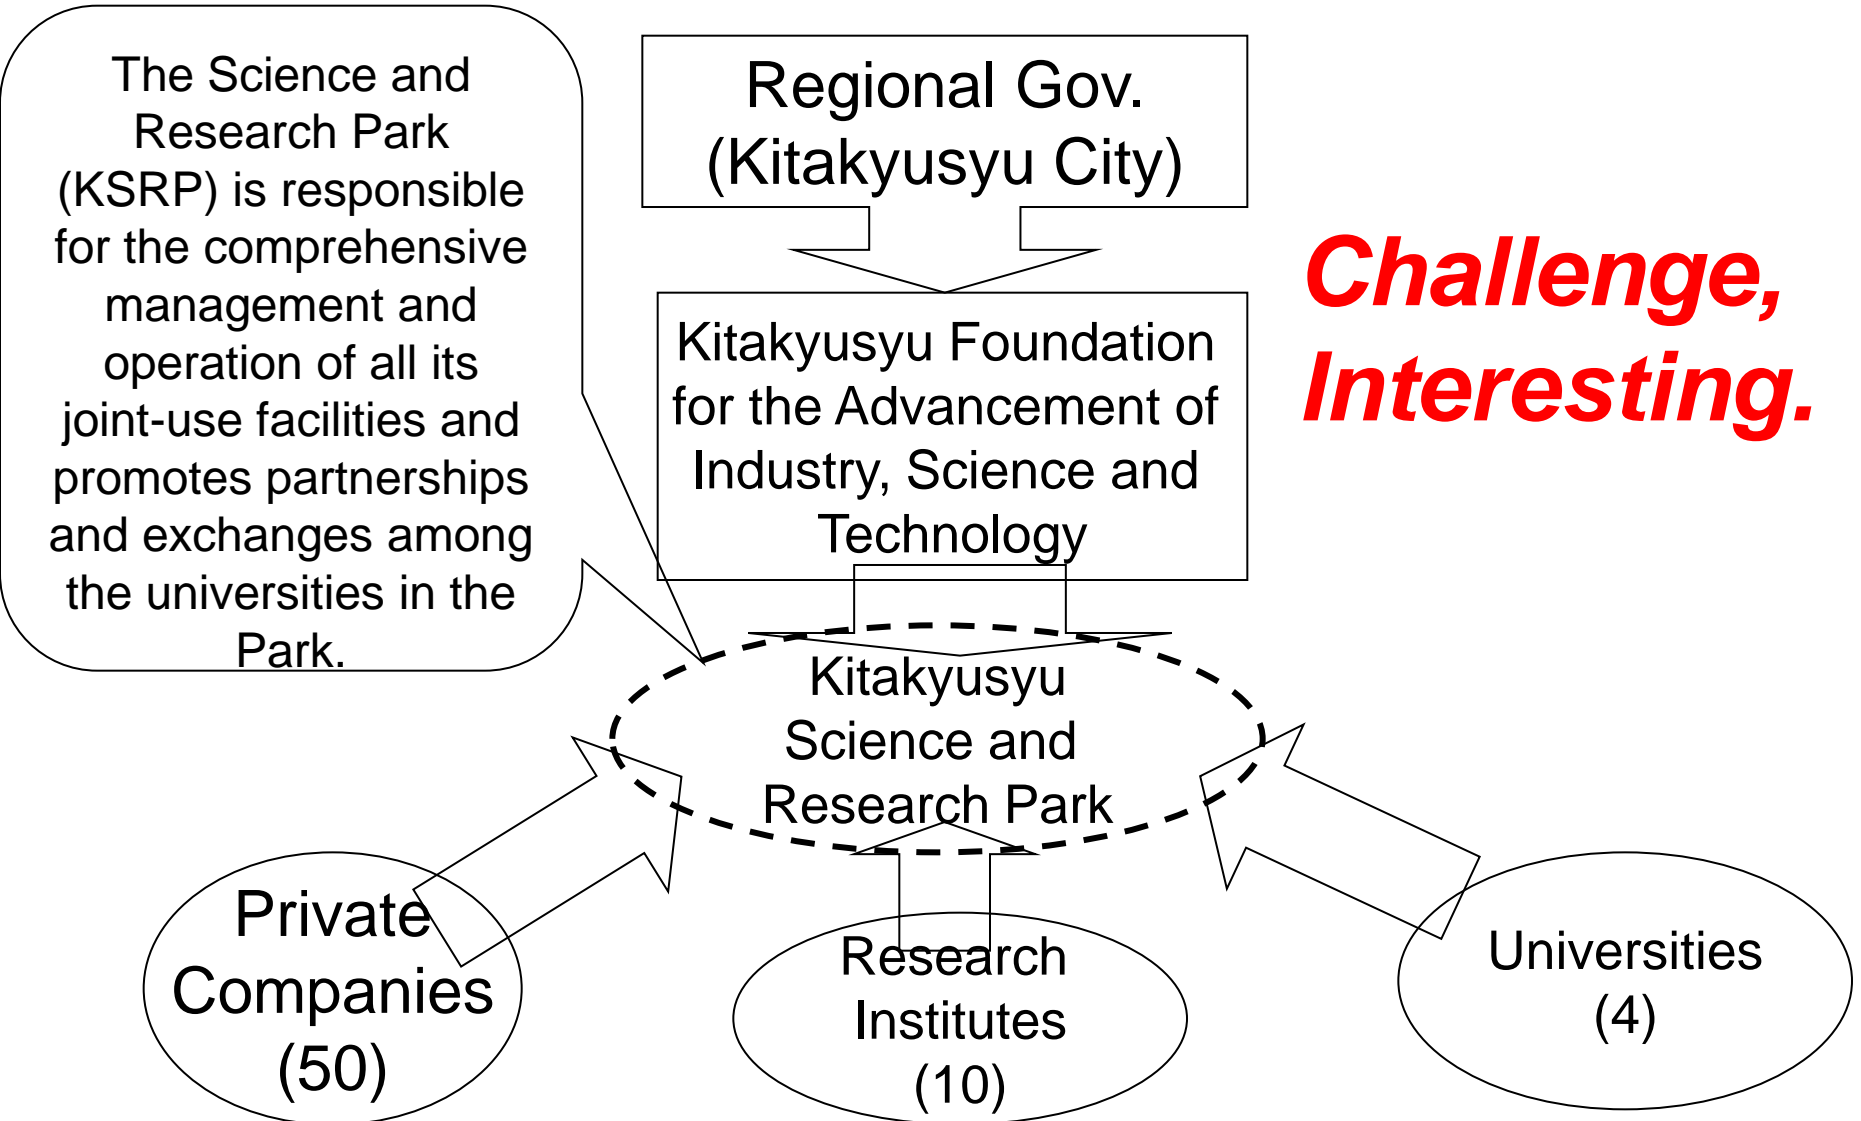 The Science and
Research Park
(KSRP) is responsible
for the comprehensive
management and
operation of all its
joint-use facilities and
promotes partnerships
and exchanges among
the universities in the
Park.
Regional Gov.
(Kitakyusyu City)
Kitakyusyu Foundation
for the Advancement of
Industry, Science and
Technology
Challenge,
Interesting.
Kitakyusyu
Science and
Research Park
Private
Companies
(50)
Research
Institutes
(10)
Universities
(4)